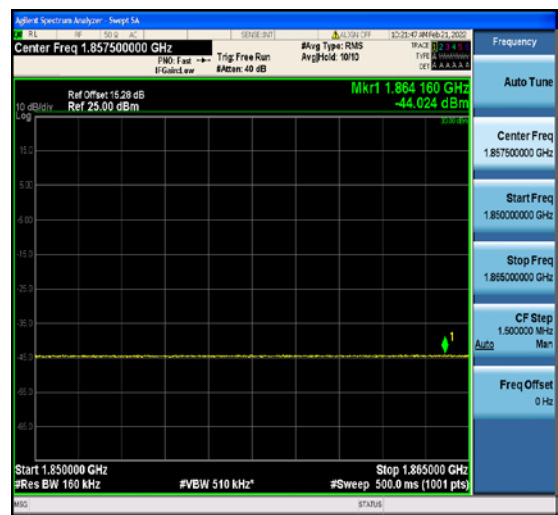 Agilent Spectrum Analyzer - Swept SA
RL RF 50 Ω AC SENSE:INT ALIGN OFF 10:21:47 AM Feb 21, 2022
Center Freq 1.857500000 GHz #Avg Type: RMS TRACE 1 2 3 4 5 6
PNO: Fast Trig: Free Run Avg|Hold: 10/10 TYPE
IFGain:Low #Atten: 40 dB DET A A A A A A
Frequency
Auto Tune
Ref Offset 15.28 dB Mkr1 1.864 160 GHz
10 dB/div Ref 25.00 dBm -44.024 dBm
Log
15.0
5.00
-5.00
-15.0
-25.0
-35.0
-45.0
-55.0
-65.0
1
Center Freq
1.857500000 GHz
Start Freq
1.850000000 GHz
Stop Freq
1.865000000 GHz
CF Step
1.500000 MHz
Auto Man
Freq Offset
0 Hz
Start 1.850000 GHz Stop 1.865000 GHz
#Res BW 160 kHz #VBW 510 kHz* #Sweep 500.0 ms (1001 pts)
MSG STATUS